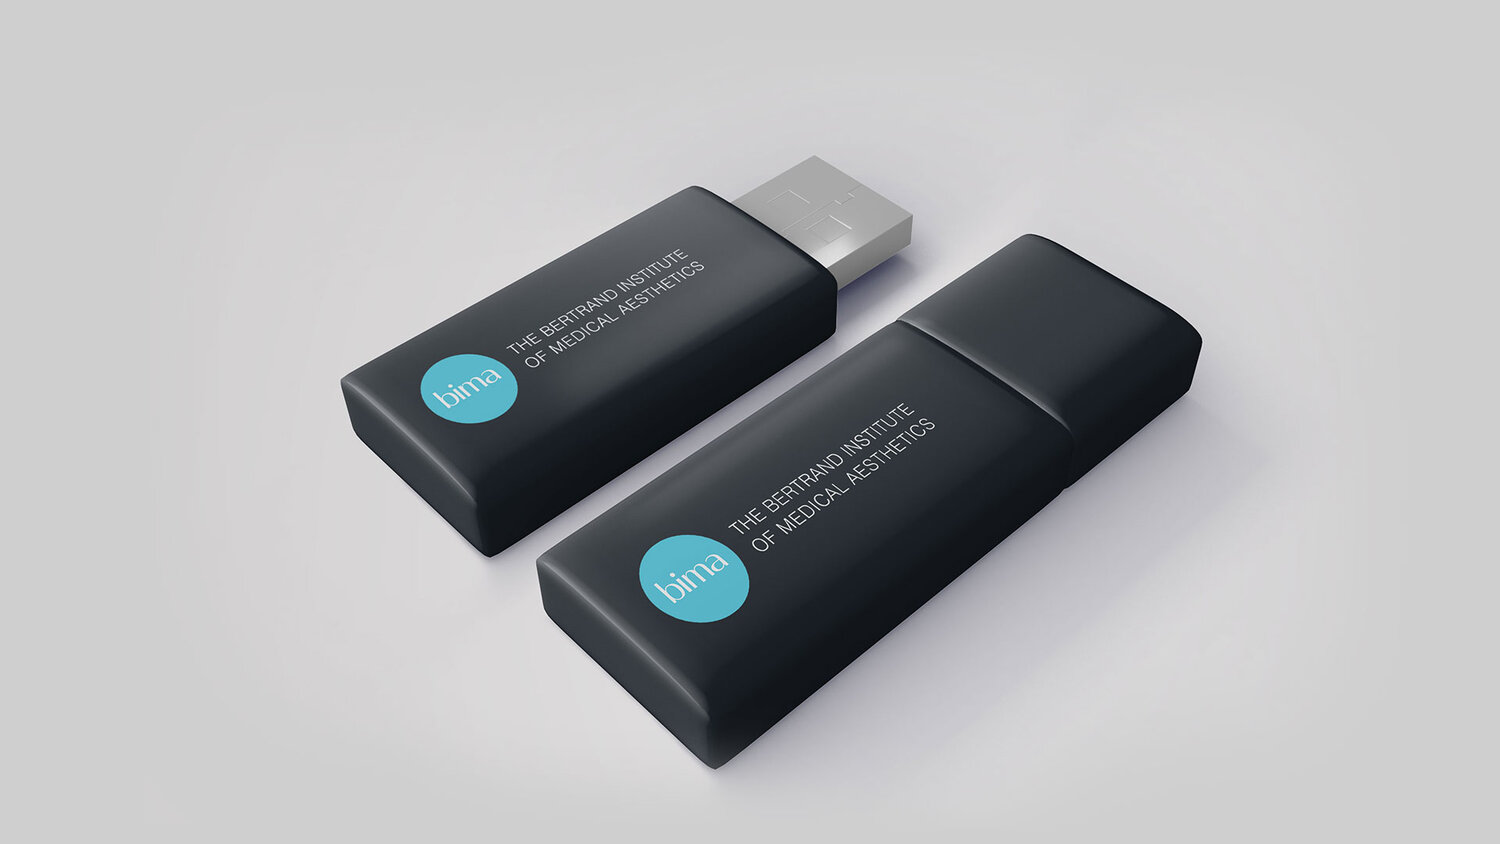 THE BERTRAND INSTITUTE
OF MEDICAL AESTHETICS
bima
THE BERTRAND INSTITUTE
OF MEDICAL AESTHETICS
bima